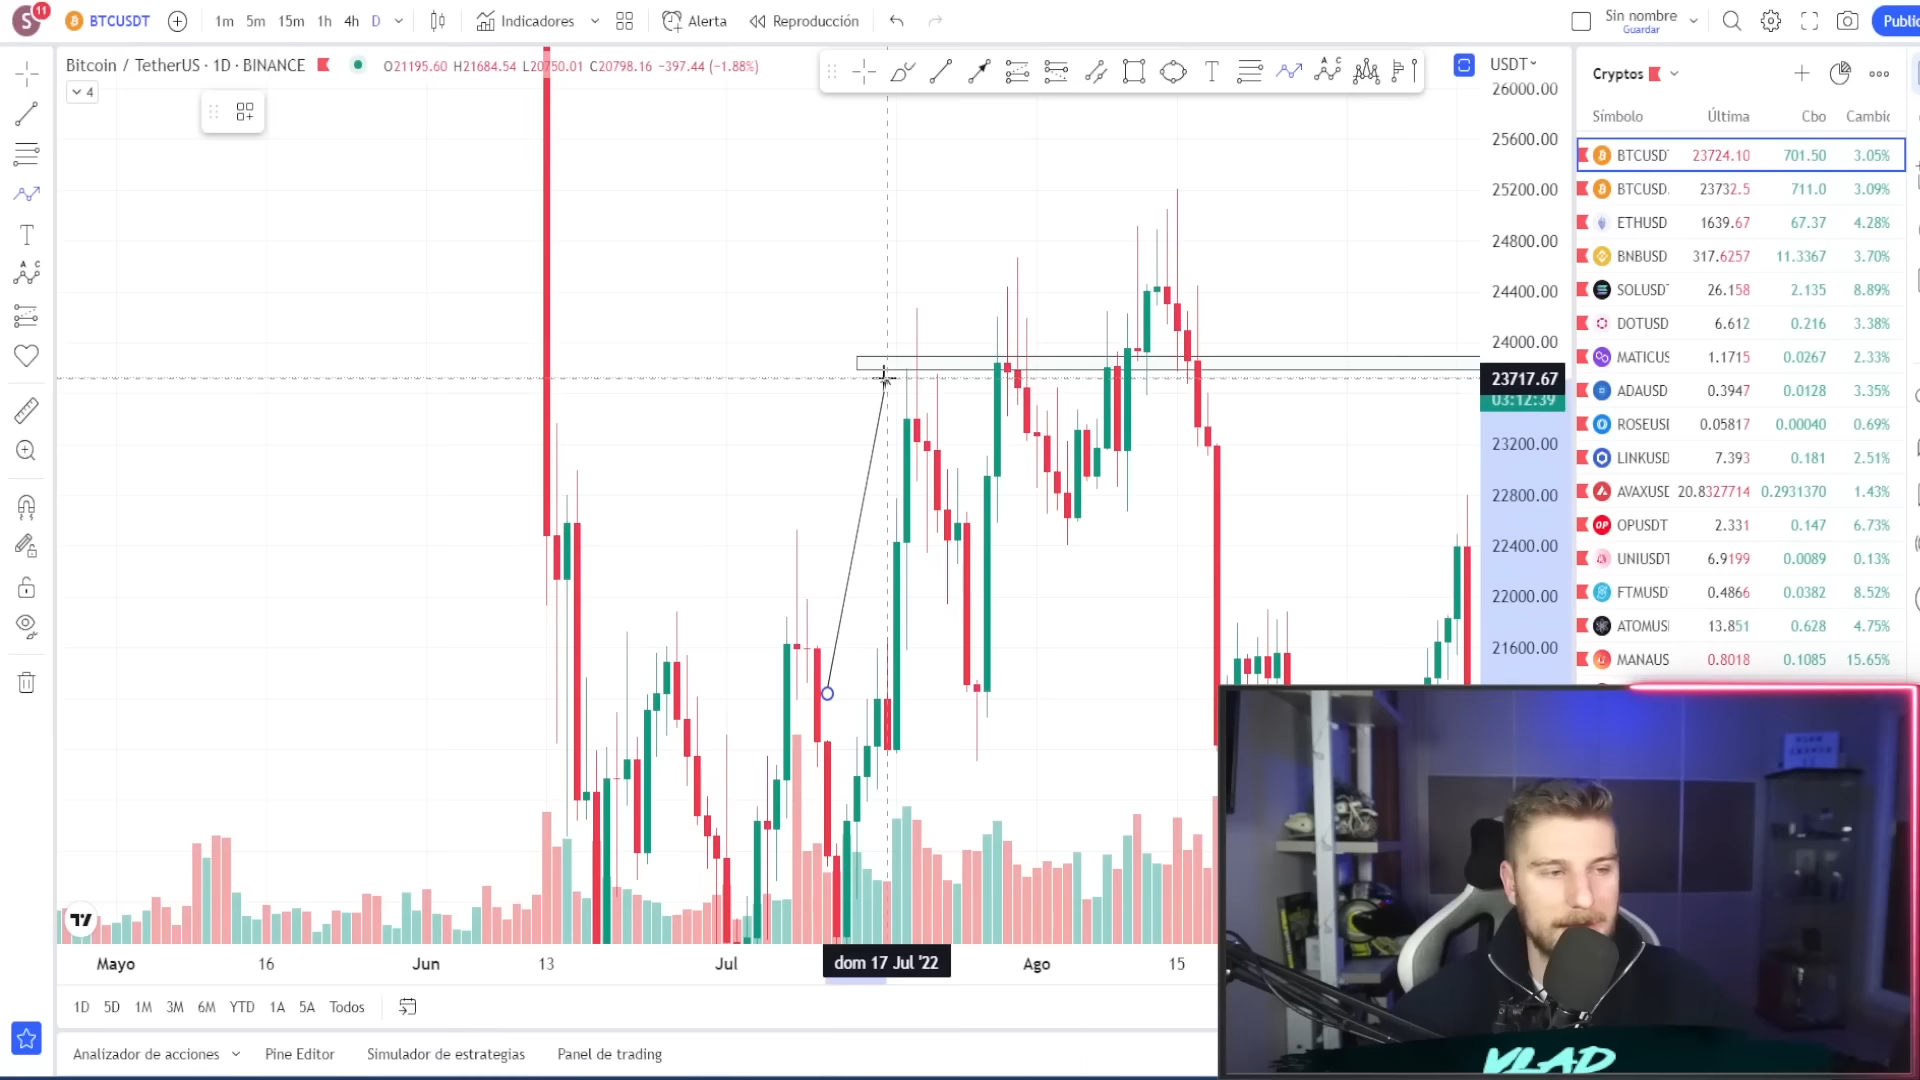 S 11 BTCUSDT 1m 5m 15m 1h 4h D Indicadores Alerta Reproducción Sin nombre Guardar Public
Bitcoin / TetherUS · 1D · BINANCE O21195.60 H21684.54 L20750.01 C20798.16 −397.44 (−1.88%)
4
USDT
26000.00
25600.00
25200.00
24800.00
24400.00
24000.00
23717.67
03:12:39
23200.00
22800.00
22400.00
22000.00
21600.00
Cryptos
Símbolo Última Cbo Cambio
BTCUSDT 23724.10 701.50 3.05%
BTCUSD. 23732.5 711.0 3.09%
ETHUSD 1639.67 67.37 4.28%
BNBUSD 317.6257 11.3367 3.70%
SOLUSDT 26.158 2.135 8.89%
DOTUSD 6.612 0.216 3.38%
MATICUS 1.1715 0.0267 2.33%
ADAUSD 0.3947 0.0128 3.35%
ROSEUSI 0.05817 0.00040 0.69%
LINKUSD 7.393 0.181 2.51%
AVAXUSD 20.8327714 0.2931370 1.43%
OP OPUSDT 2.331 0.147 6.73%
UNIUSDT 6.9199 0.0089 0.13%
FTMUSD 0.4866 0.0382 8.52%
ATOMUSI 13.851 0.628 4.75%
MANAUS 0.8018 0.1085 15.65%
Mayo 16 Jun 13 Jul dom 17 Jul '22 Ago 15
1D 5D 1M 3M 6M YTD 1A 5A Todos
Analizador de acciones Pine Editor Simulador de estrategias Panel de trading
VLAD